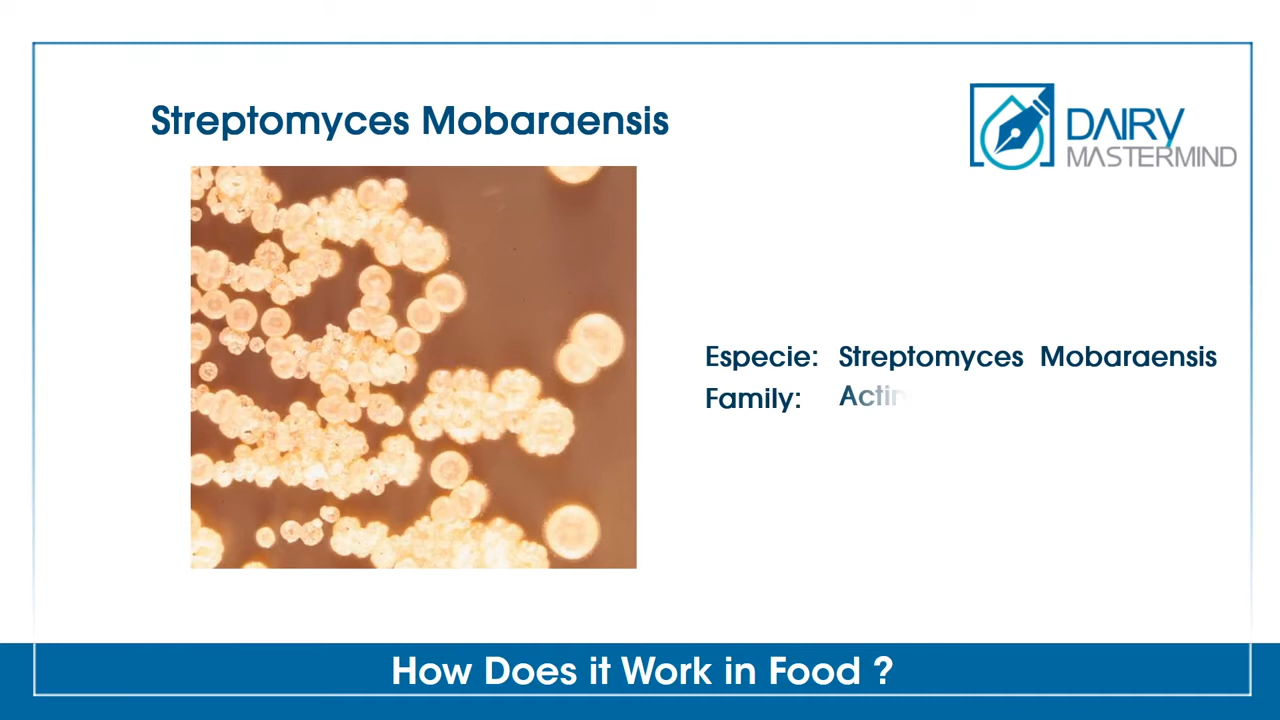 Streptomyces Mobaraensis
DAIRY
MASTERMIND
Especie: Streptomyces Mobaraensis
Family:
How Does it Work in Food ?